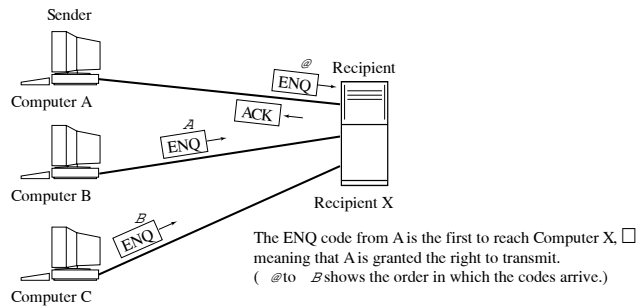 Sender
@
ENQ
Recipient
ACK
Computer A
A
ENQ
Computer B
Recipient X
B
ENQ
The ENQ code from A is the first to reach Computer X, □
meaning that A is granted the right to transmit.
( @to B shows the order in which the codes arrive.)
Computer C